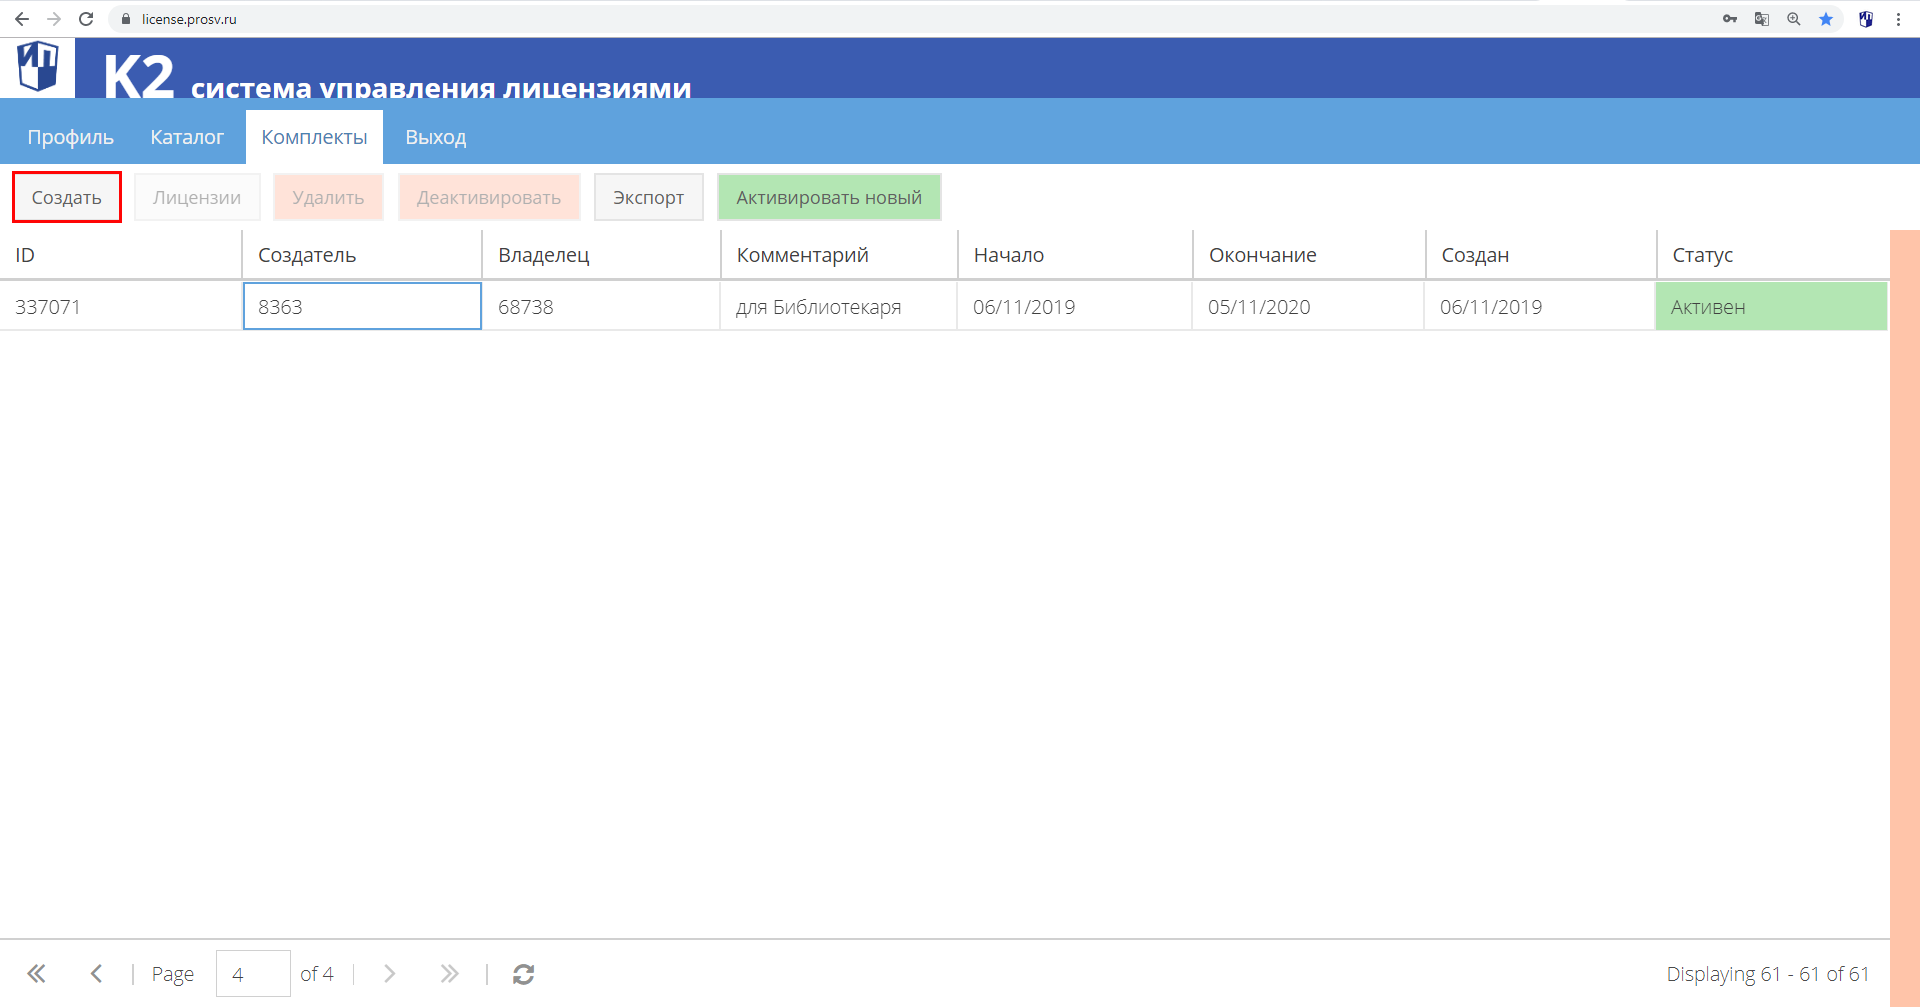 license.prosv.ru
ИП
К2 система управления лицензиями
Профиль Каталог Комплекты Выход
Создать Лицензии Удалить Деактивировать Экспорт Активировать новый
ID Создатель Владелец Комментарий Начало Окончание Создан Статус
337071 8363 68738 для Библиотекаря 06/11/2019 05/11/2020 06/11/2019 Активен
Page 4 of 4 Displaying 61 - 61 of 61